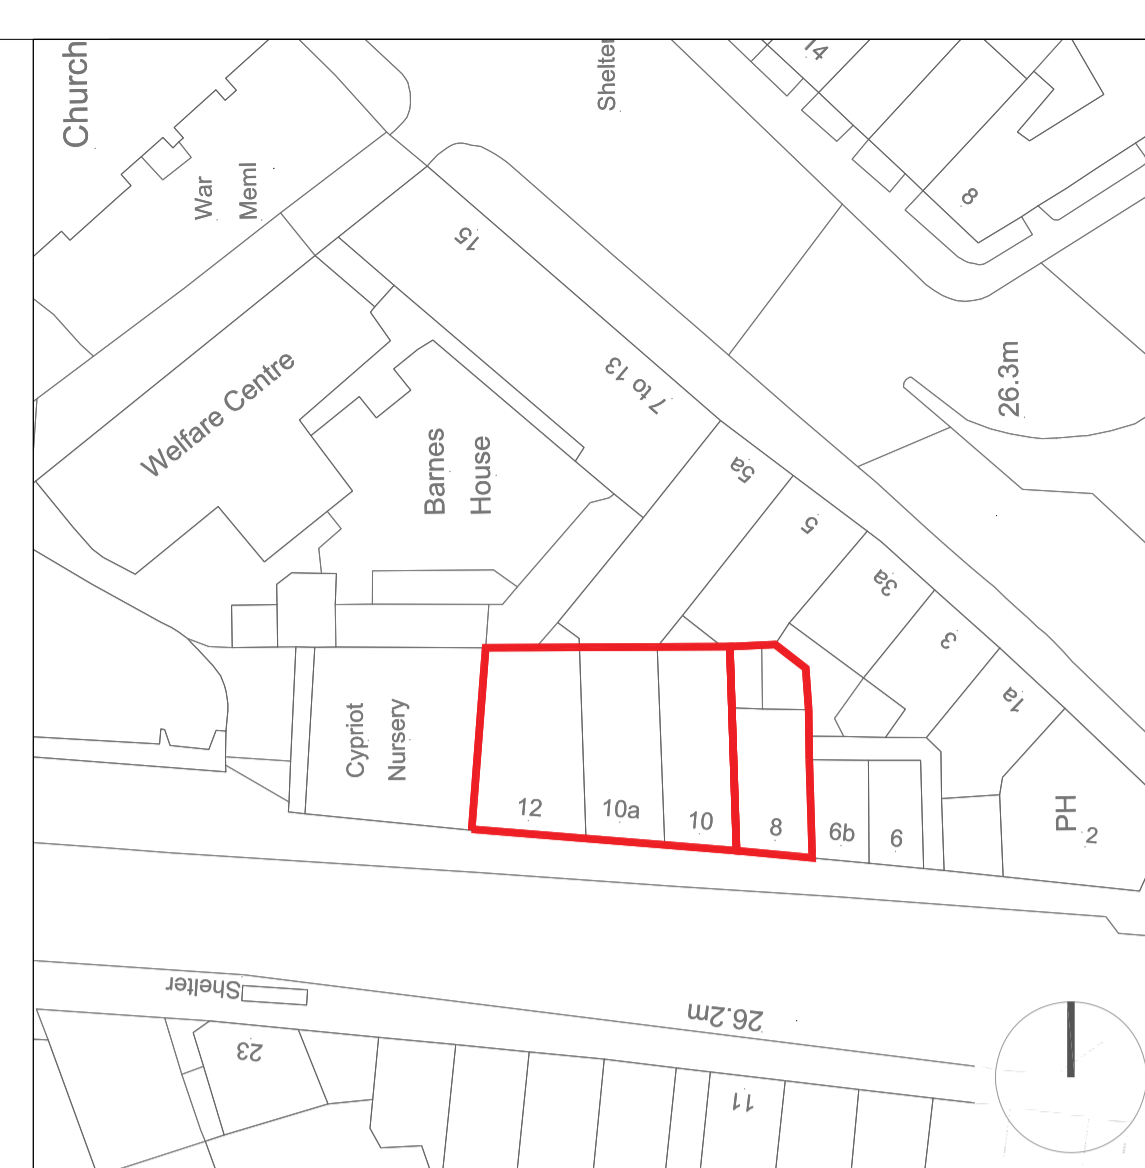 Church
War
Meml
Shelter
14
8
15
7 to 13
26.3m
Welfare Centre
Barnes
House
5a
5
3a
3
1a
Cypriot
Nursery
12
10a
10
8
6b
6
PH
2
Shelter
26.2m
23
11